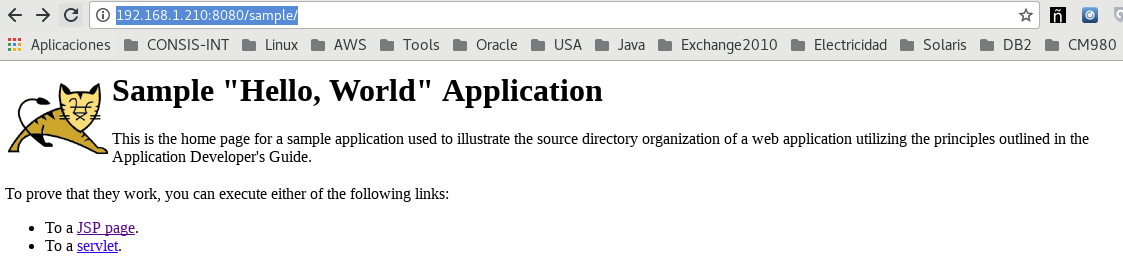 192.168.1.210:8080/sample/
ñ
Aplicaciones CONSIS-INT Linux AWS Tools Oracle USA Java Exchange2010 Electricidad Solaris DB2 CM980
Sample "Hello, World" Application
This is the home page for a sample application used to illustrate the source directory organization of a web application utilizing the principles outlined in the
Application Developer's Guide.
To prove that they work, you can execute either of the following links:
• To a JSP page.
• To a servlet.